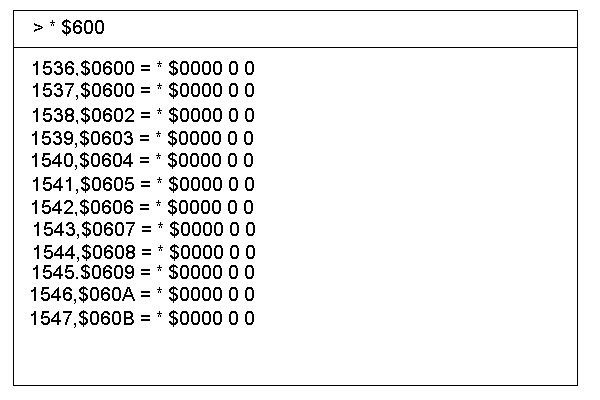 > * $600
1536.$0600 = * $0000 0 0
1537,$0600 = * $0000 0 0
1538,$0602 = * $0000 0 0
1539,$0603 = * $0000 0 0
1540,$0604 = * $0000 0 0
1541,$0605 = * $0000 0 0
1542,$0606 = * $0000 0 0
1543,$0607 = * $0000 0 0
1544,$0608 = * $0000 0 0
1545.$0609 = * $0000 0 0
1546,$060A = * $0000 0 0
1547,$060B = * $0000 0 0